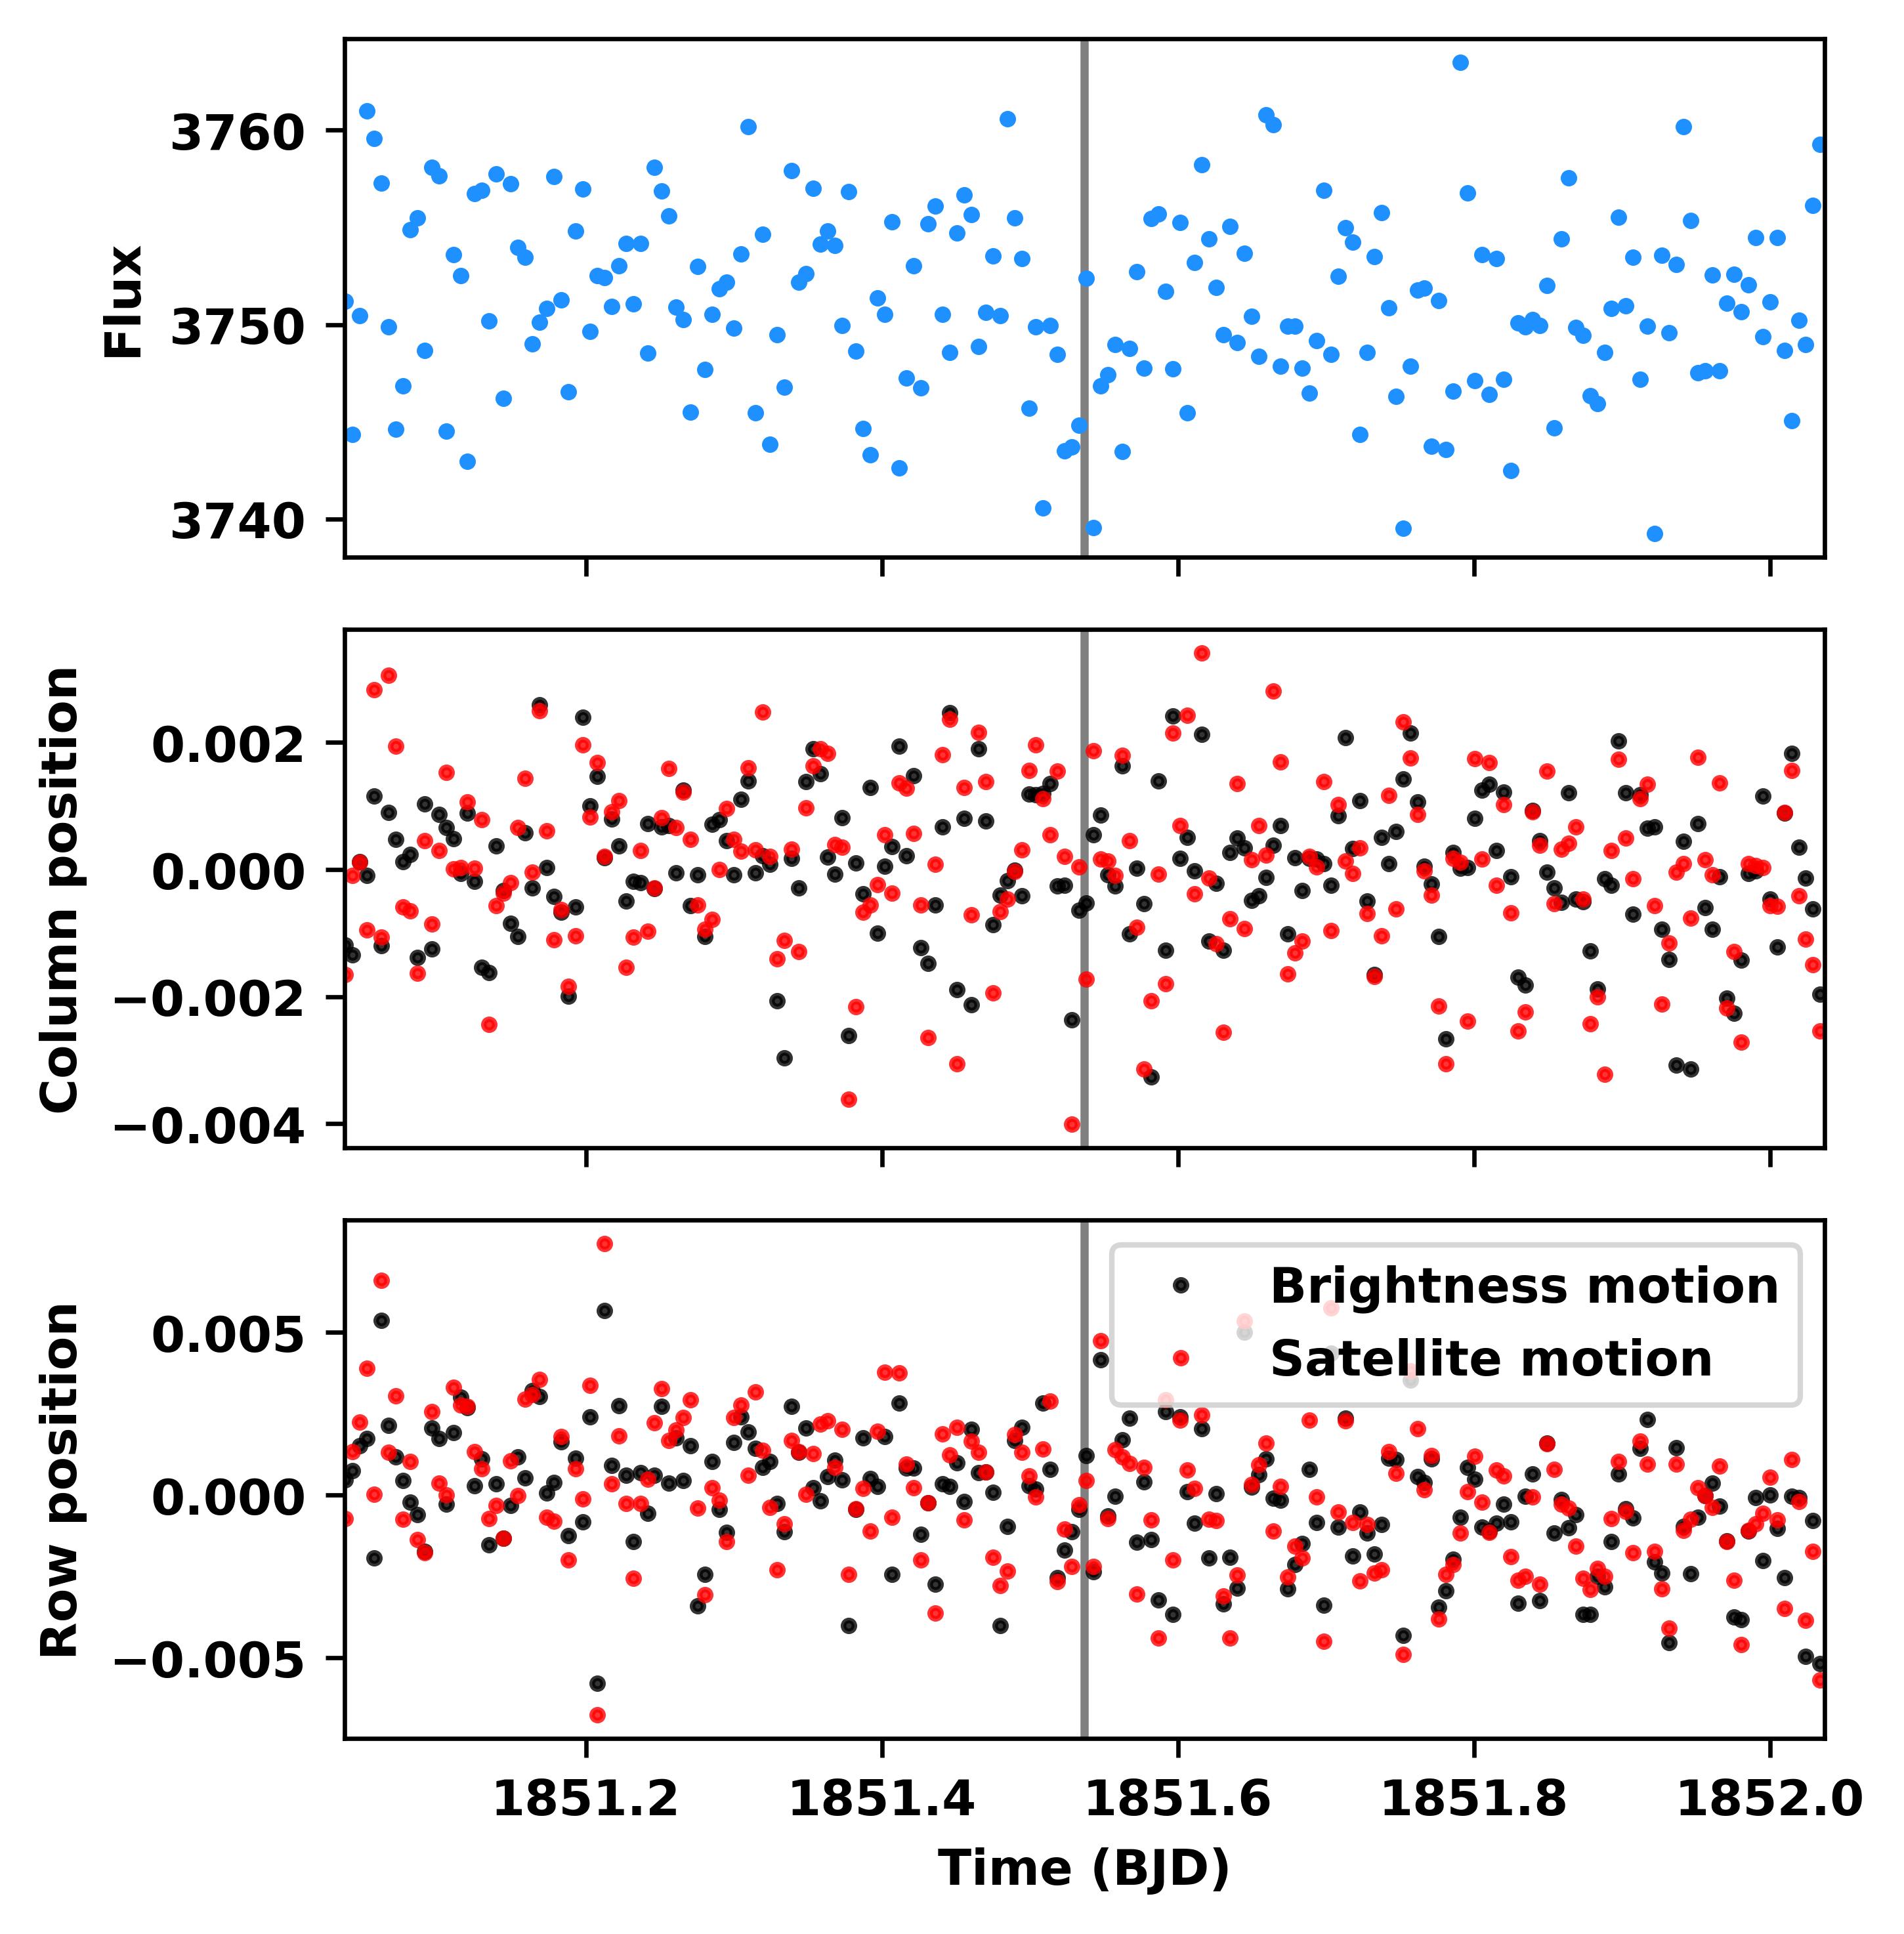 Flux
3760
3750
3740
Column position
0.002
0.000
−0.002
−0.004
Row position
0.005
0.000
−0.005
Brightness motion
Satellite motion
1851.2
1851.4
1851.6
1851.8
1852.0
Time (BJD)